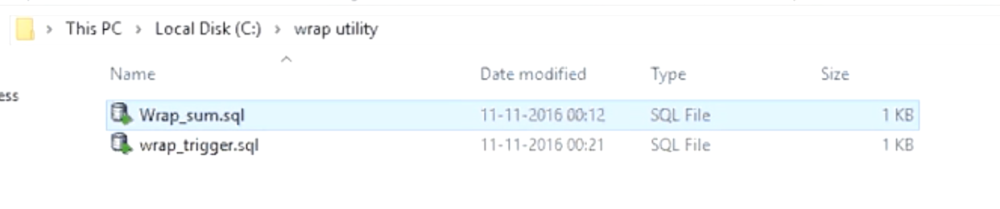 This PC > Local Disk (C:) > wrap utility
Name Date modified Type Size
ess
Wrap_sum.sql 11-11-2016 00:12 SQL File 1 KB
wrap_trigger.sql 11-11-2016 00:21 SQL File 1 KB